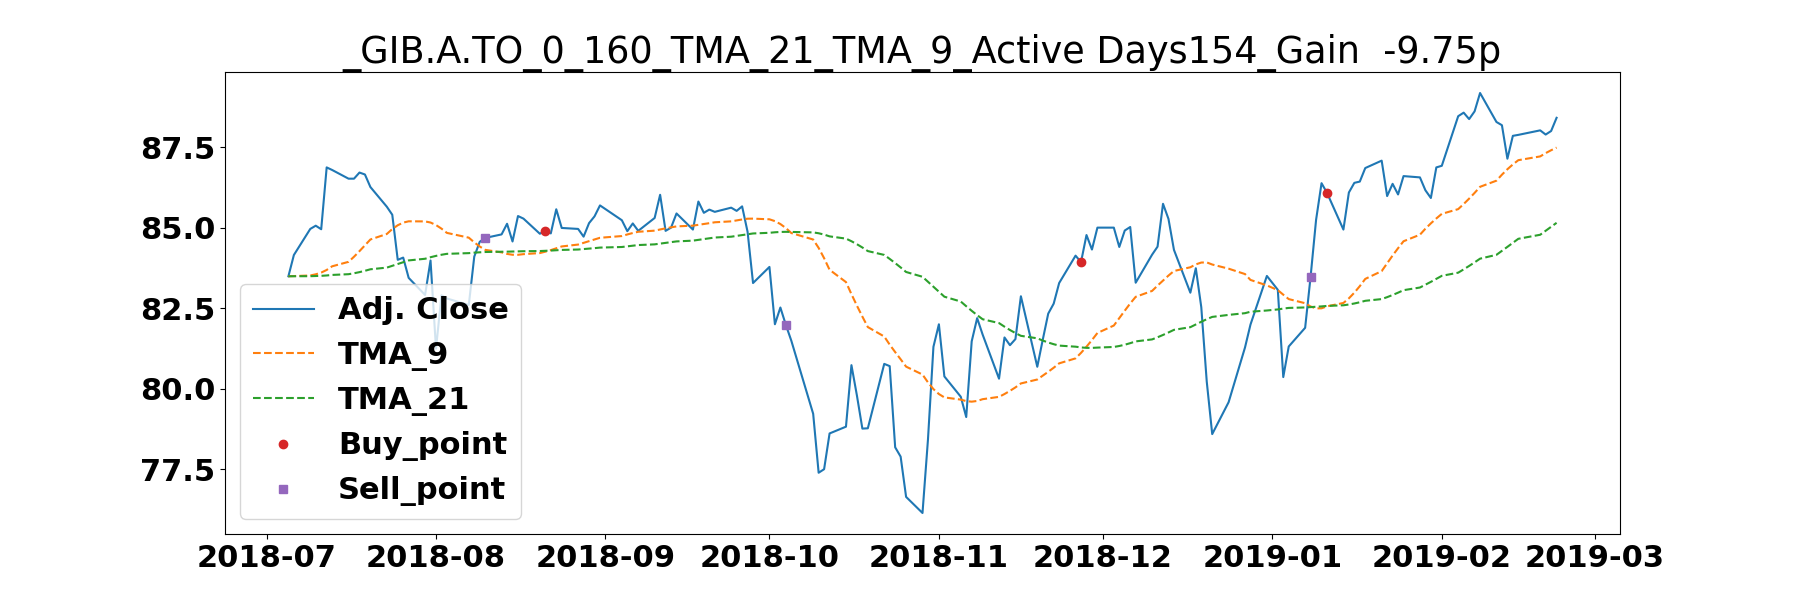 _GIB.A.TO_0_160_TMA_21_TMA_9_Active Days154_Gain  -9.75p
87.5
85.0
82.5
80.0
77.5
Adj. Close
TMA_9
TMA_21
Buy_point
Sell_point
2018-07 2018-08 2018-09 2018-10 2018-11 2018-12 2019-01 2019-02 2019-03